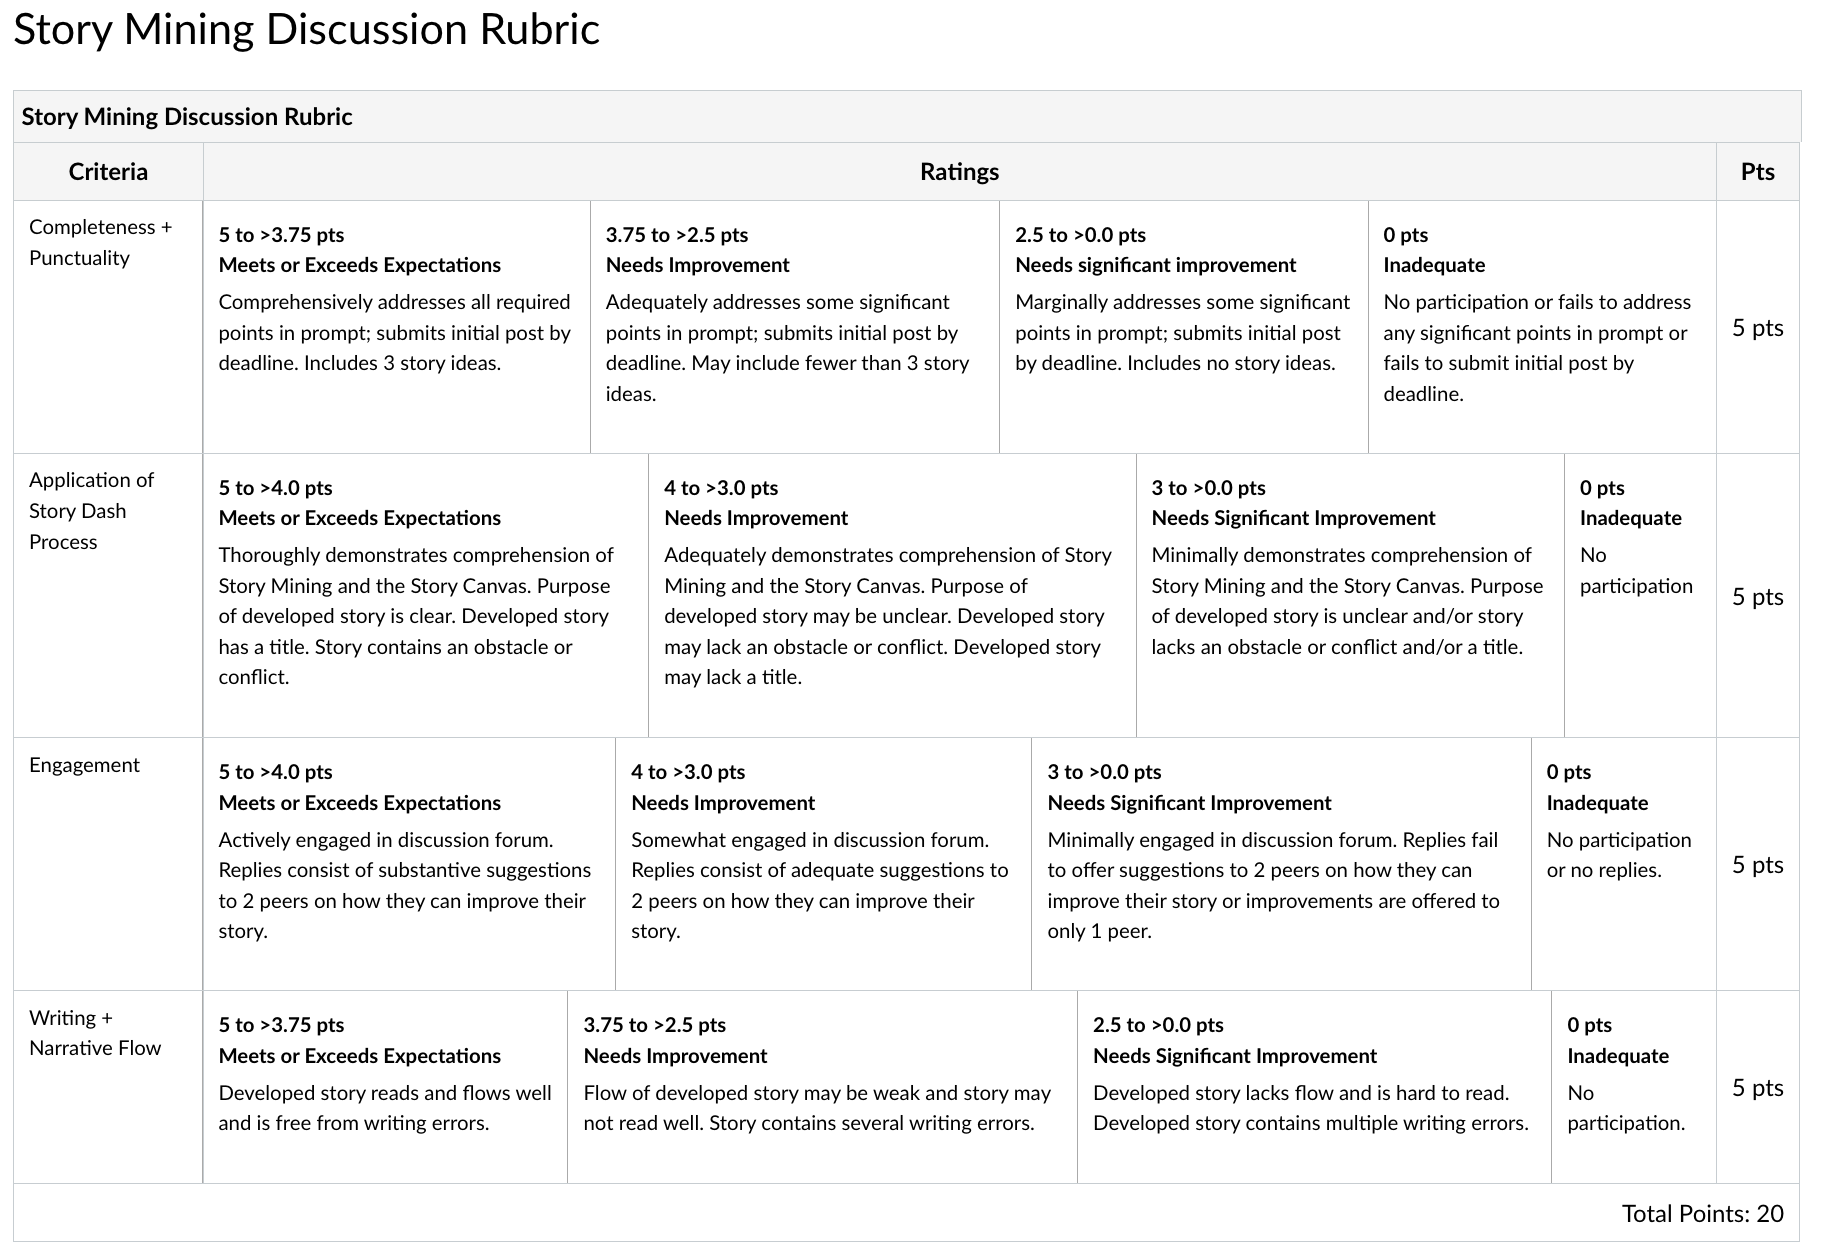 Story Mining Discussion Rubric
Story Mining Discussion Rubric
Criteria
Ratings
Pts
Completeness +
Punctuality
5 to >3.75 pts
Meets or Exceeds Expectations
Comprehensively addresses all required
points in prompt; submits initial post by
deadline. Includes 3 story ideas.
3.75 to >2.5 pts
Needs Improvement
Adequately addresses some significant
points in prompt; submits initial post by
deadline. May include fewer than 3 story
ideas.
2.5 to >0.0 pts
Needs significant improvement
Marginally addresses some significant
points in prompt; submits initial post
by deadline. Includes no story ideas.
0 pts
Inadequate
No participation or fails to address
any significant points in prompt or
fails to submit initial post by
deadline.
5 pts
Application of
Story Dash
Process
5 to >4.0 pts
Meets or Exceeds Expectations
Thoroughly demonstrates comprehension of
Story Mining and the Story Canvas. Purpose
of developed story is clear. Developed story
has a title. Story contains an obstacle or
conflict.
4 to >3.0 pts
Needs Improvement
Adequately demonstrates comprehension of Story
Mining and the Story Canvas. Purpose of
developed story may be unclear. Developed story
may lack an obstacle or conflict. Developed story
may lack a title.
3 to >0.0 pts
Needs Significant Improvement
Minimally demonstrates comprehension of
Story Mining and the Story Canvas. Purpose
of developed story is unclear and/or story
lacks an obstacle or conflict and/or a title.
0 pts
Inadequate
No
participation
5 pts
Engagement
5 to >4.0 pts
Meets or Exceeds Expectations
Actively engaged in discussion forum.
Replies consist of substantive suggestions
to 2 peers on how they can improve their
story.
4 to >3.0 pts
Needs Improvement
Somewhat engaged in discussion forum.
Replies consist of adequate suggestions to
2 peers on how they can improve their
story.
3 to >0.0 pts
Needs Significant Improvement
Minimally engaged in discussion forum. Replies fail
to offer suggestions to 2 peers on how they can
improve their story or improvements are offered to
only 1 peer.
0 pts
Inadequate
No participation
or no replies.
5 pts
Writing +
Narrative Flow
5 to >3.75 pts
Meets or Exceeds Expectations
Developed story reads and flows well
and is free from writing errors.
3.75 to >2.5 pts
Needs Improvement
Flow of developed story may be weak and story may
not read well. Story contains several writing errors.
2.5 to >0.0 pts
Needs Significant Improvement
Developed story lacks flow and is hard to read.
Developed story contains multiple writing errors.
0 pts
Inadequate
No
participation.
5 pts
Total Points: 20